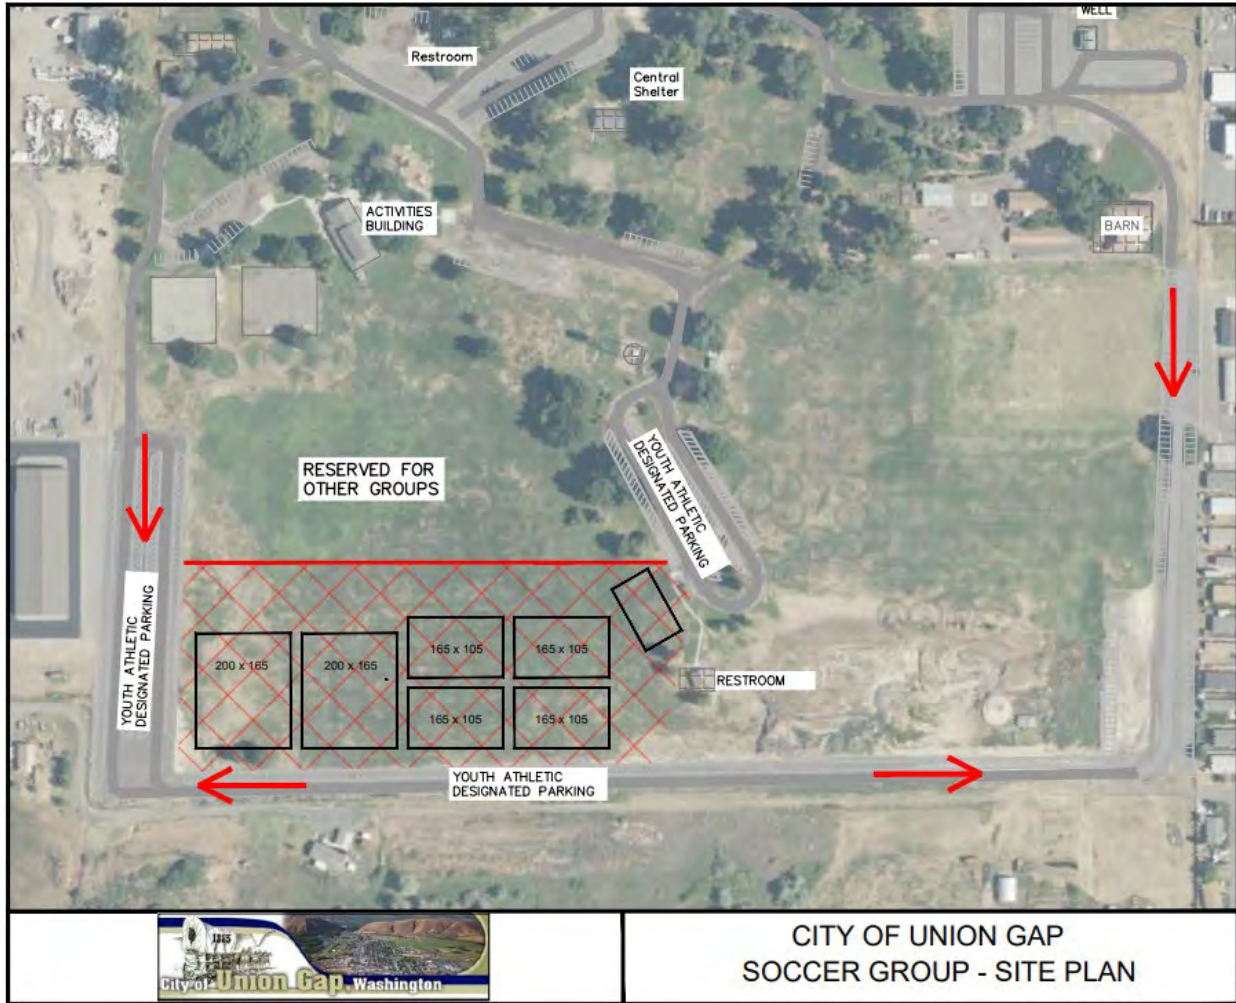 WELL
Restroom
Central
Shelter
ACTIVITIES
BUILDING
BARN
RESERVED FOR
OTHER GROUPS
YOUTH ATHLETIC
DESIGNATED PARKING
YOUTH ATHLETIC
DESIGNATED PARKING
200 x 165
200 x 165
165 x 105
165 x 105
165 x 105
165 x 105
RESTROOM
YOUTH ATHLETIC
DESIGNATED PARKING
1883
City of Union Gap, Washington
CITY OF UNION GAP
SOCCER GROUP - SITE PLAN